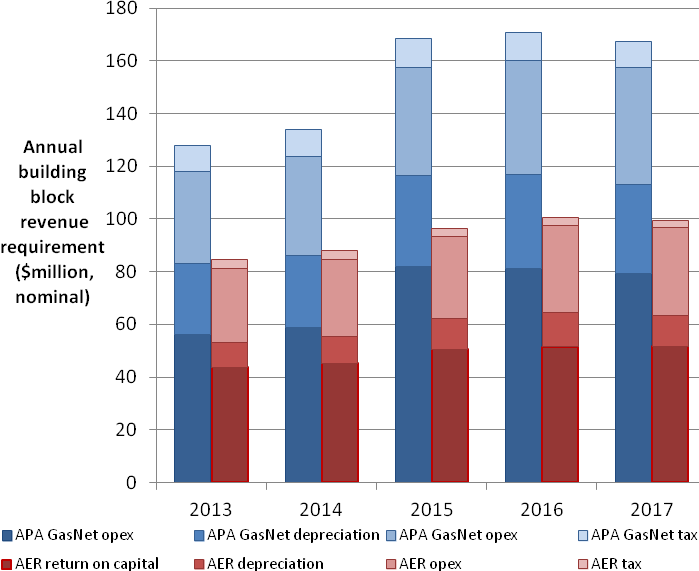 180
160
140
120
100
80
60
40
20
0
Annual
building
block
revenue
requirement
($million,
nominal)
2013 2014 2015 2016 2017
APA GasNet opex APA GasNet depreciation APA GasNet opex APA GasNet tax
AER return on capital AER depreciation AER opex AER tax